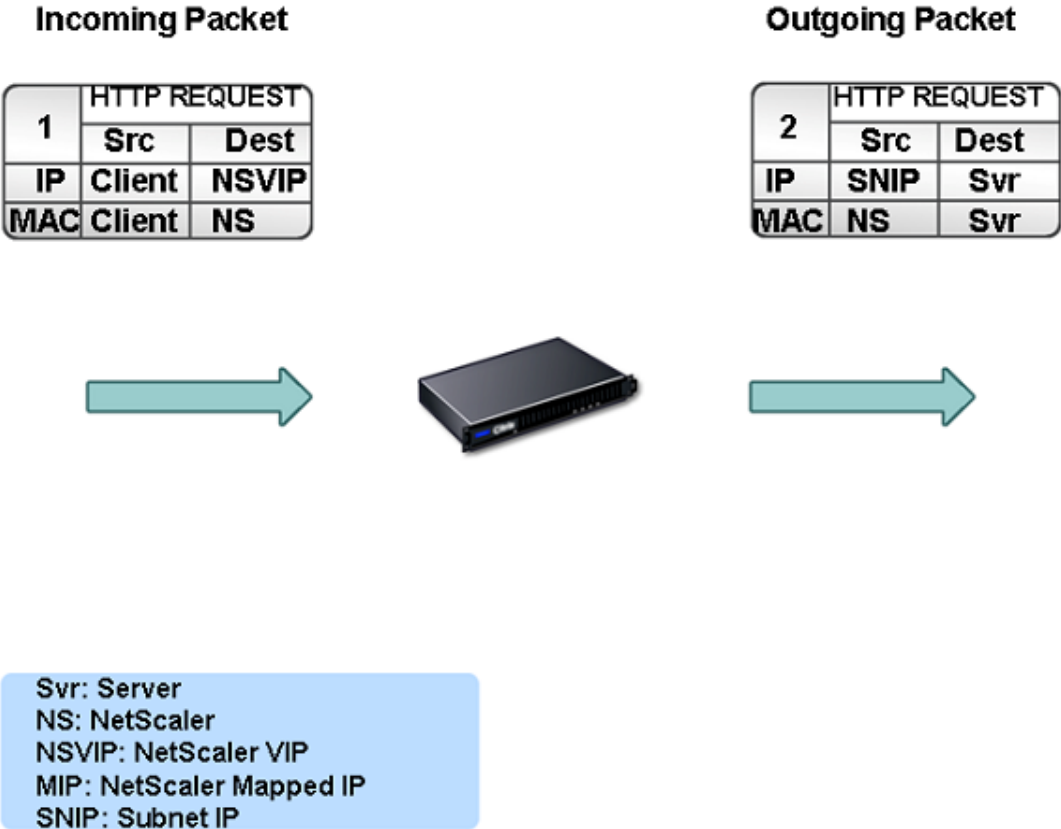 Incoming Packet
Outgoing Packet
1
HTTP REQUEST
Src Dest
IP Client NSVIP
MAC Client NS
2
HTTP REQUEST
Src Dest
IP SNIP Svr
MAC NS Svr
Citrix
Svr: Server
NS: NetScaler
NSVIP: NetScaler VIP
MIP: NetScaler Mapped IP
SNIP: Subnet IP